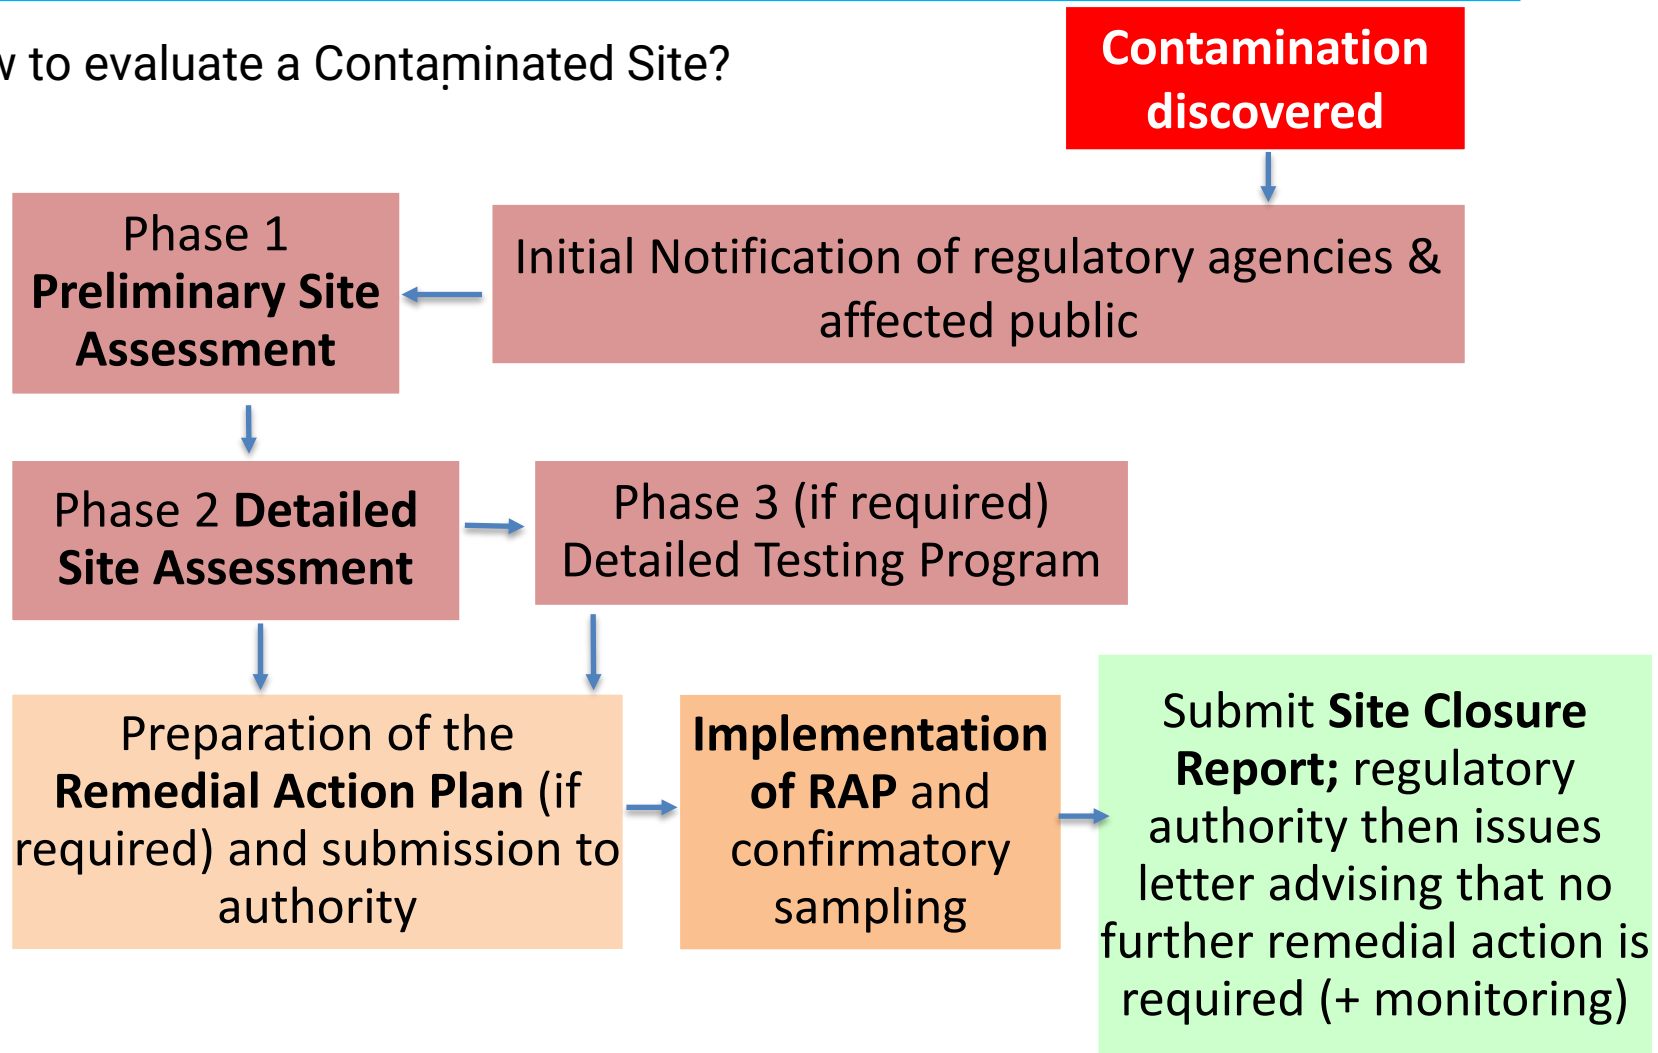 w to evaluate a Contaminated Site?
Contamination
discovered
Initial Notification of regulatory agencies &
affected public
Phase 1
Preliminary Site
Assessment
Phase 2 Detailed
Site Assessment
Phase 3 (if required)
Detailed Testing Program
Preparation of the
Remedial Action Plan (if
required) and submission to
authority
Implementation
of RAP and
confirmatory
sampling
Submit Site Closure
Report; regulatory
authority then issues
letter advising that no
further remedial action is
required (+ monitoring)